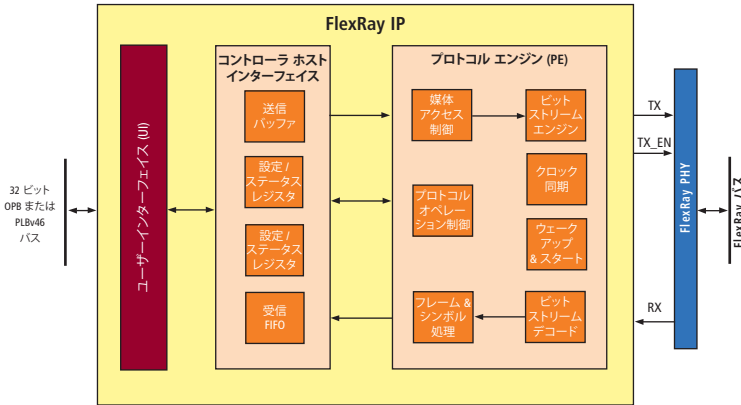 FlexRay IP
コントローラ ホスト
インターフェイス
プロトコル エンジン (PE)
送信
バッファ
媒体
アクセス
制御
ビット
ストリーム
エンジン
TX
TX_EN
設定 /
ステータス
レジスタ
クロック
同期
32 ビット
OPB または
PLBv46
バス
ユーザーインターフェイス (UI)
プロトコル
オペレー
ション制御
FlexRay PHY
FlexRay バス
設定 /
ステータス
レジスタ
ウェーク
アップ
& スタート
受信
FIFO
フレーム &
シンボル
処理
ビット
ストリーム
デコード
RX